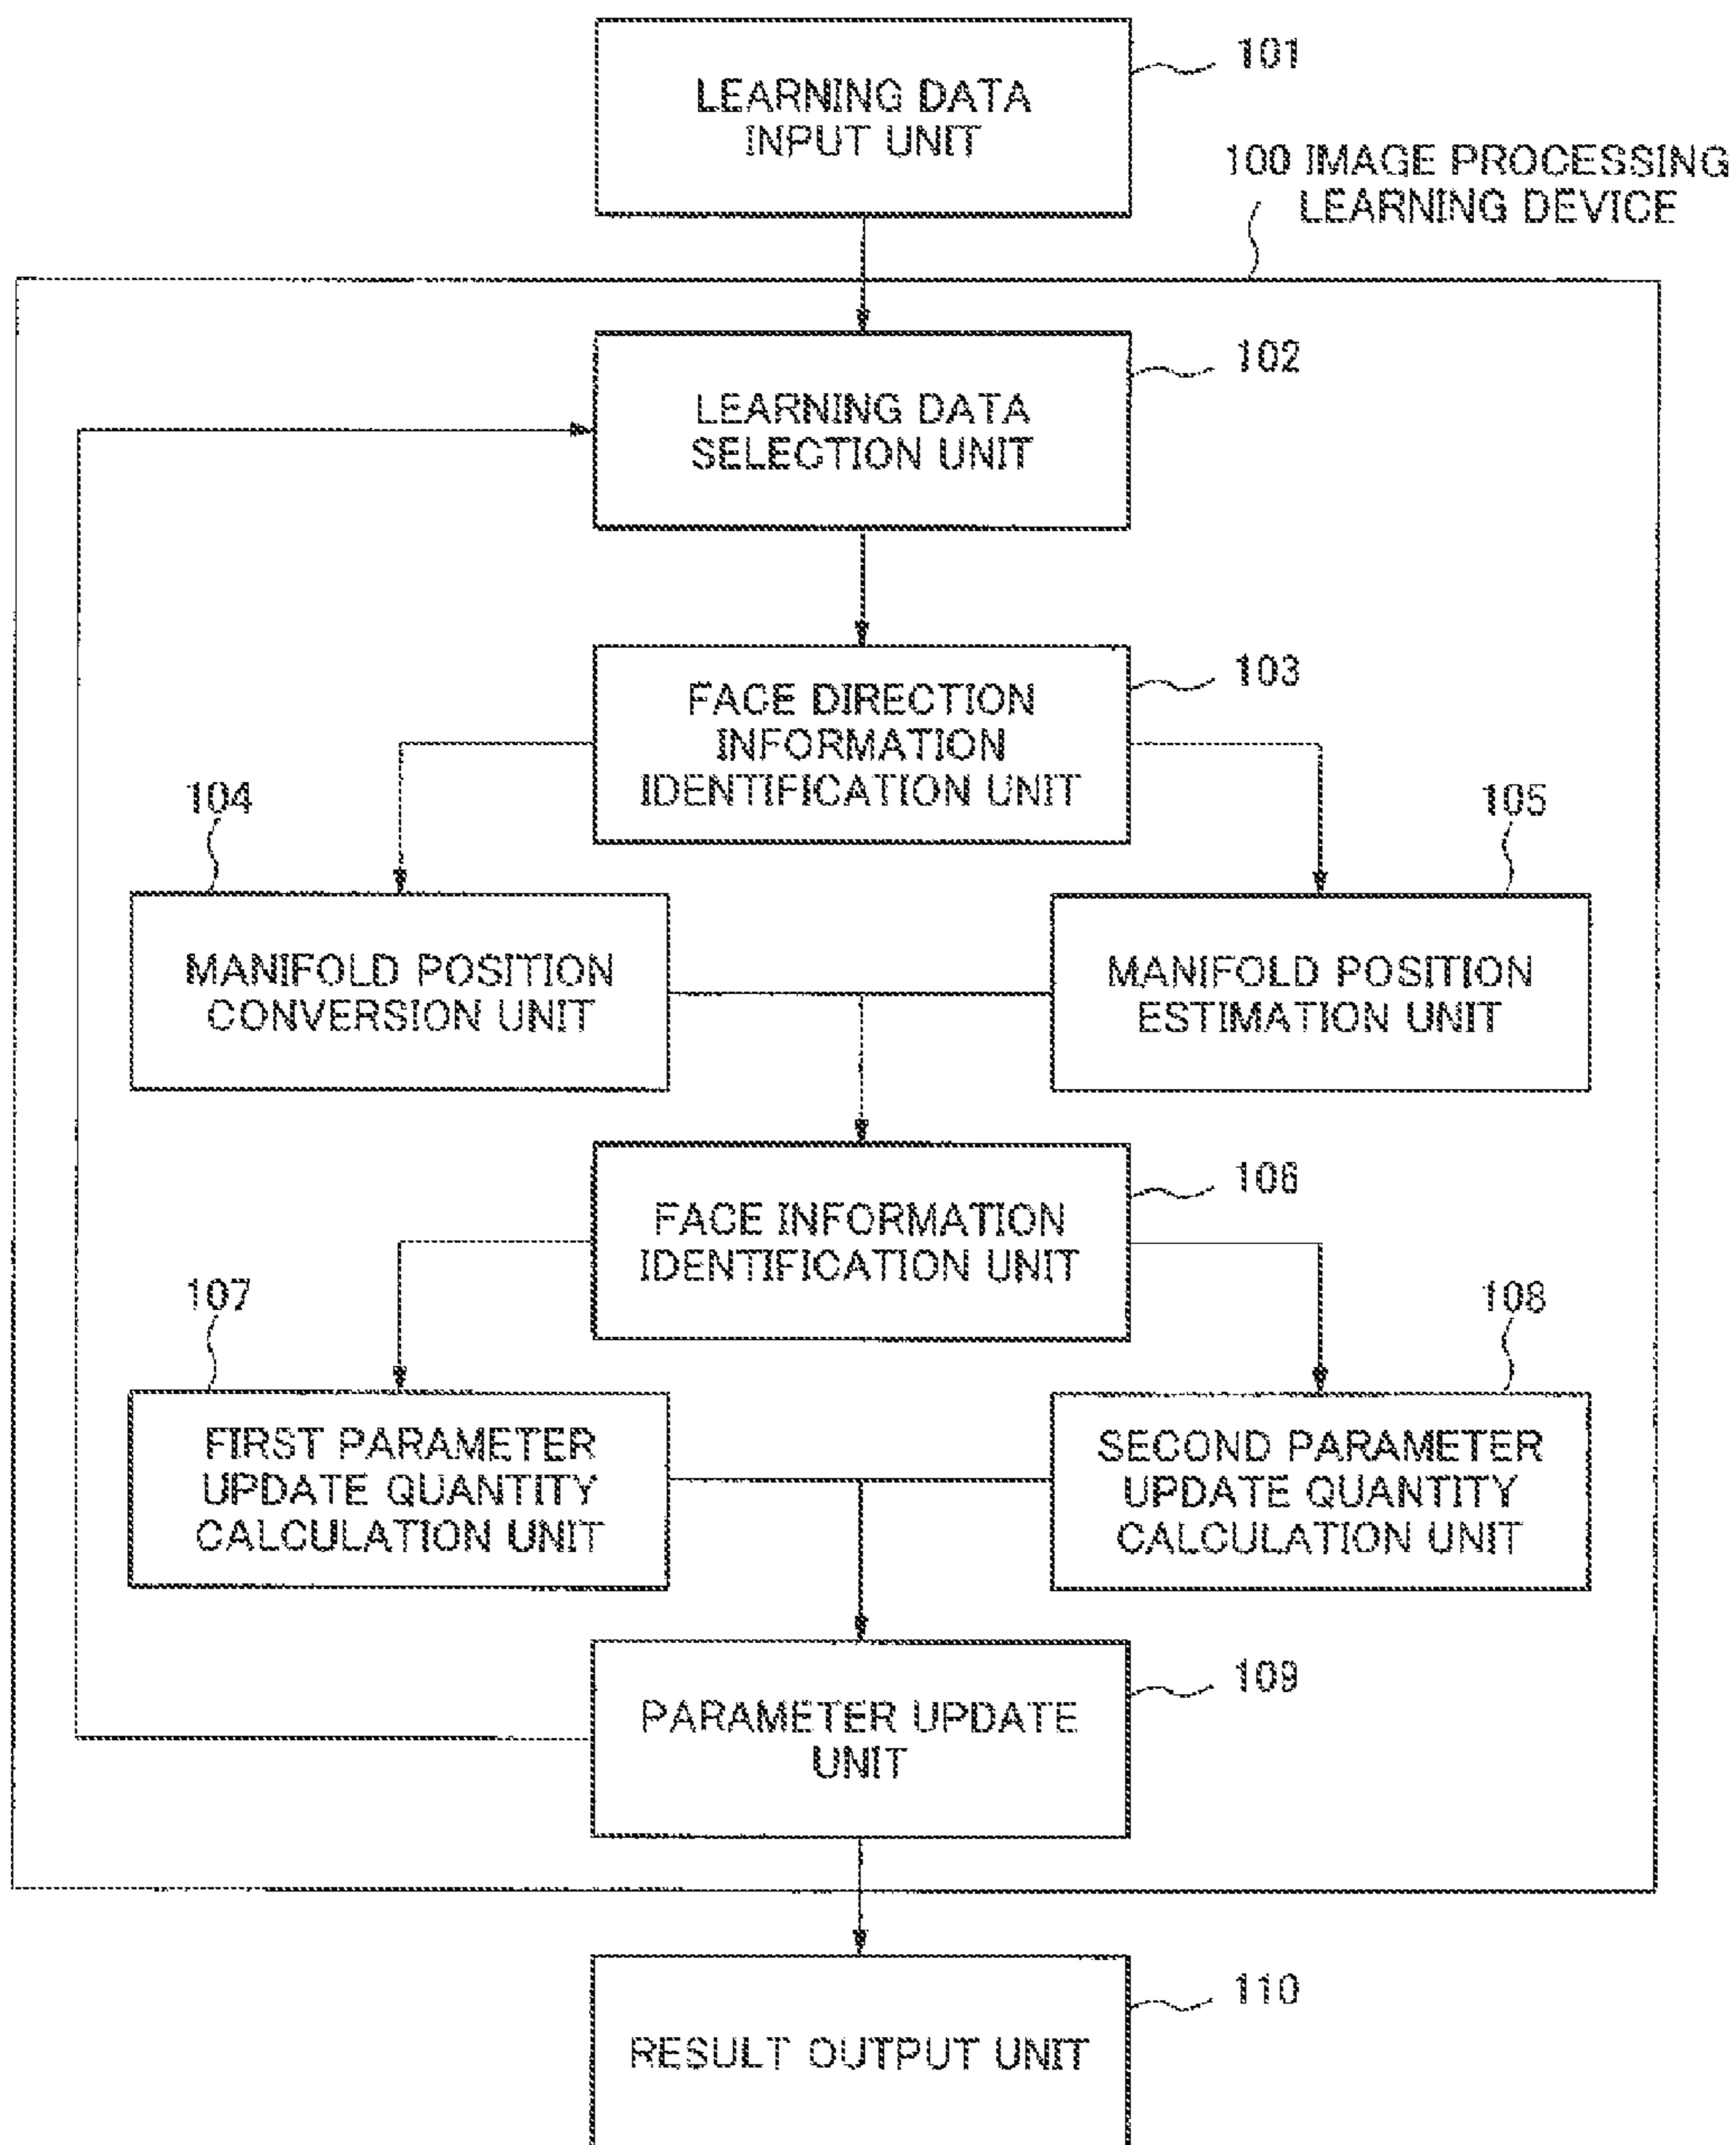 101
LEARNING DATA
INPUT UNIT
100 IMAGE PROCESSING
LEARNING DEVICE
102
LEARNING DATA
SELECTION UNIT
103
FACE DIRECTION
INFORMATION
IDENTIFICATION UNIT
104
105
MANIFOLD POSITION
CONVERSION UNIT
MANIFOLD POSITION
ESTIMATION UNIT
106
FACE INFORMATION
IDENTIFICATION UNIT
107
108
FIRST PARAMETER
UPDATE QUANTITY
CALCULATION UNIT
SECOND PARAMETER
UPDATE QUANTITY
CALCULATION UNIT
109
PARAMETER UPDATE
UNIT
110
RESULT OUTPUT UNIT